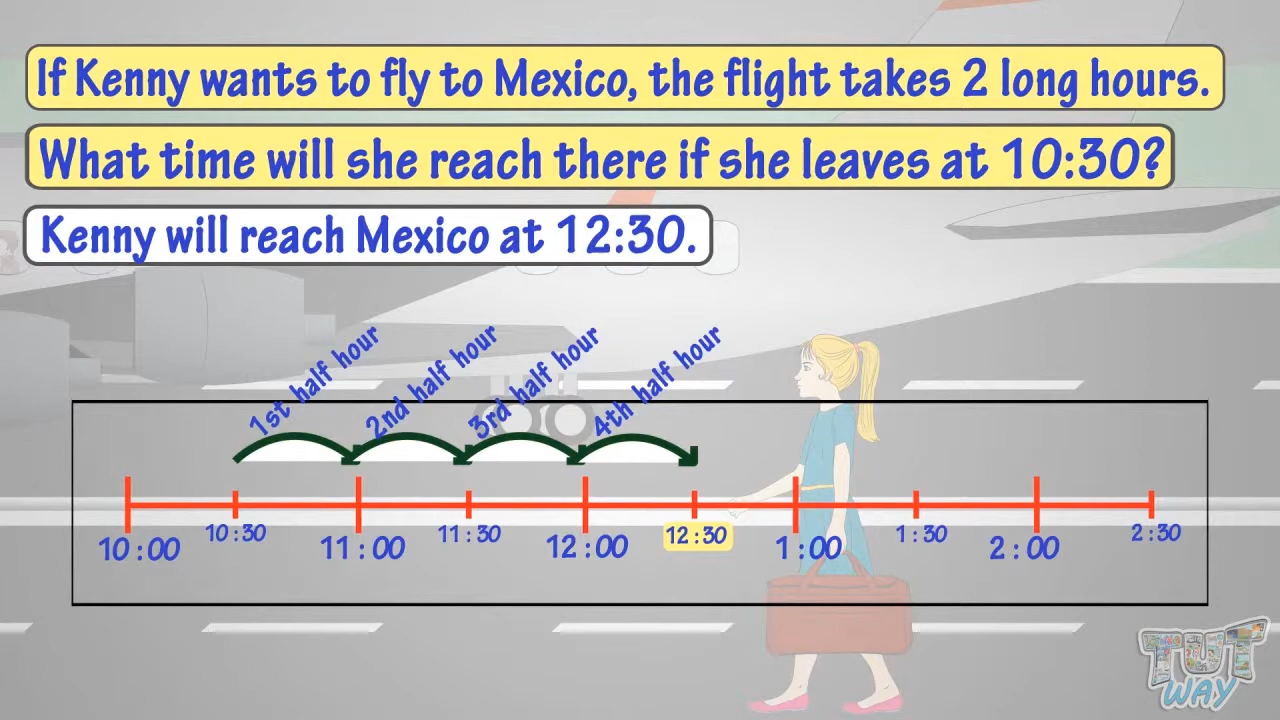 If Kenny wants to fly to Mexico, the flight takes 2 long hours.
What time will she reach there if she leaves at 10:30?
Kenny will reach Mexico at 12:30.
1st half hour
2nd half hour
3rd half hour
4th half hour
10:00
10:30
11:00
11:30
12:00
12:30
1:00
1:30
2:00
2:30
TUT
WAY